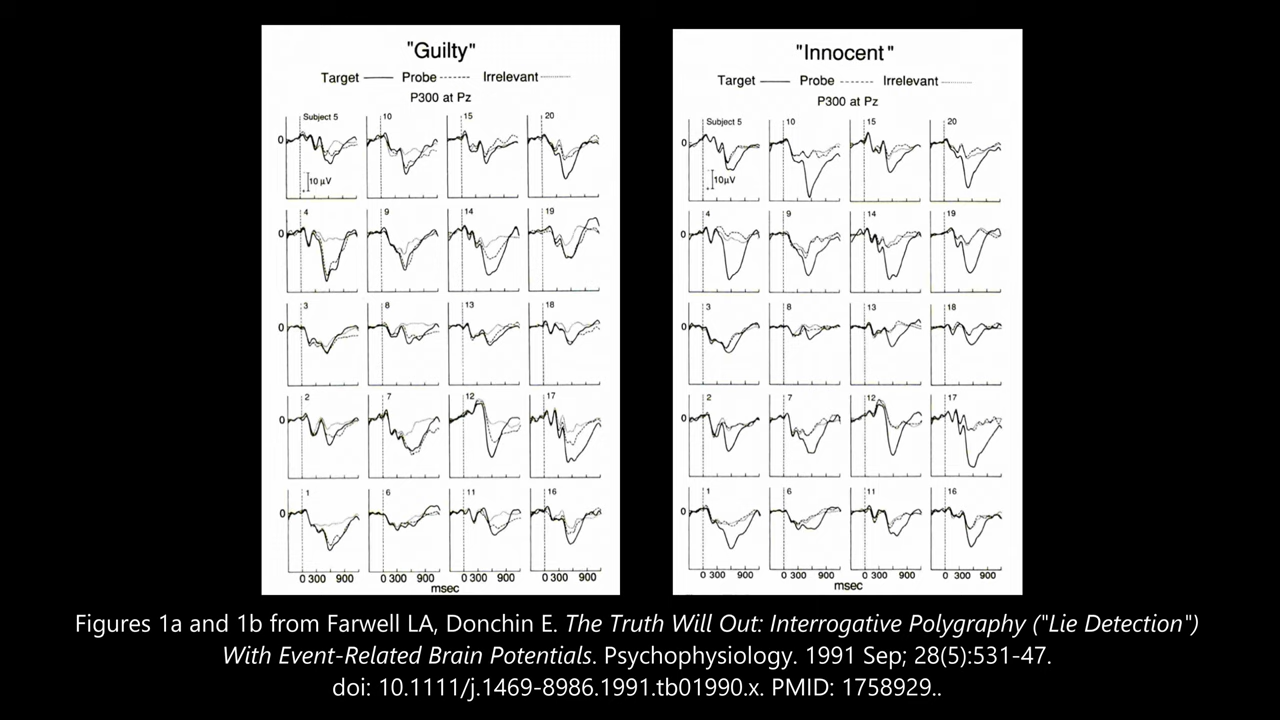 "Guilty"
Target Probe Irrelevant
P300 at Pz
Subject 5 10 15 20
0
10 µV
4 9 14 19
0
3 8 13 18
0
2 7 12 17
0
1 6 11 16
0
0 300 900 0 300 900 0 300 900 0 300 900
msec
"Innocent"
Target Probe Irrelevant
P300 at Pz
Subject 5 10 15 20
0
10µV
4 9 14 19
0
3 8 13 18
0
2 7 12 17
0
1 6 11 16
0
0 300 900 0 300 900 0 300 900 0 300 900
msec
Figures 1a and 1b from Farwell LA, Donchin E. The Truth Will Out: Interrogative Polygraphy ("Lie Detection")
With Event-Related Brain Potentials. Psychophysiology. 1991 Sep; 28(5):531-47.
doi: 10.1111/j.1469-8986.1991.tb01990.x. PMID: 1758929..